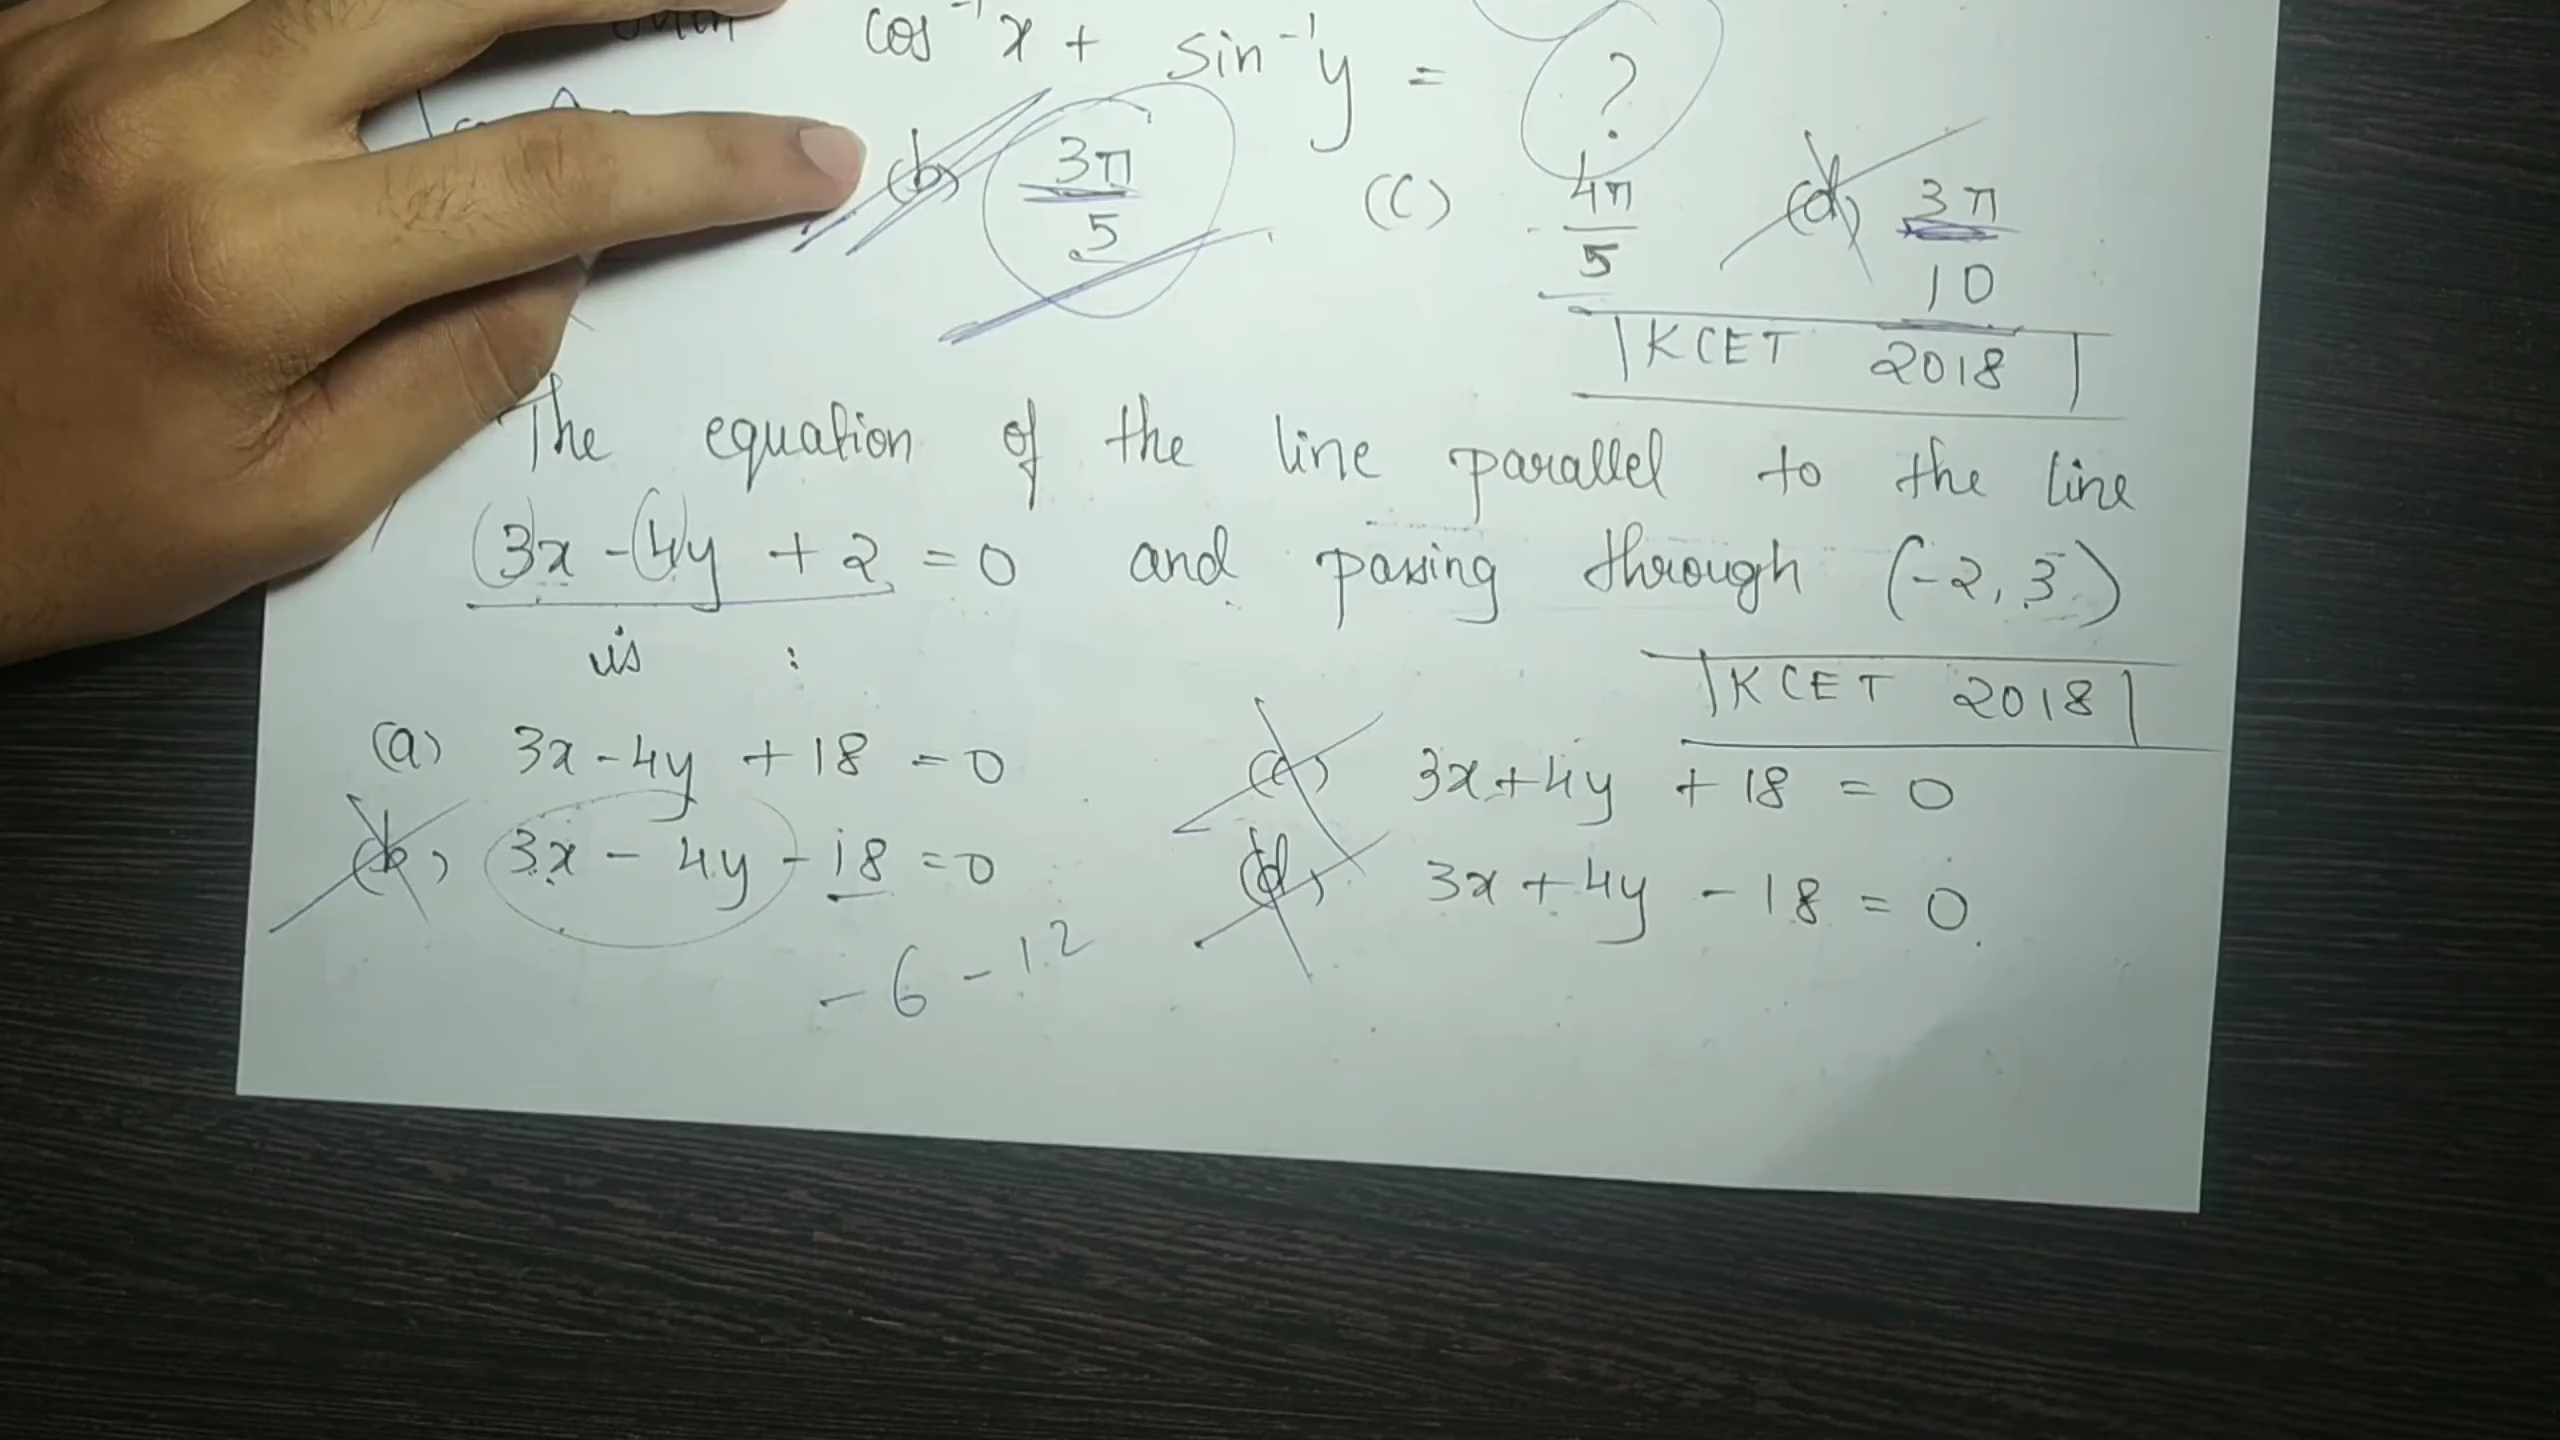 cos⁻¹x + sin⁻¹y = ?
(b) 3π/5 (c) 4π/5 (d) 3π/10
KCET 2018
The equation of the line parallel to the line
3x - 4y + 2 = 0 and passing through (-2, 3)
is :
KCET 2018
(a) 3x - 4y + 18 = 0 (c) 3x + 4y + 18 = 0
(b) 3x - 4y - 18 = 0 (d) 3x + 4y - 18 = 0.
- 6 - 12